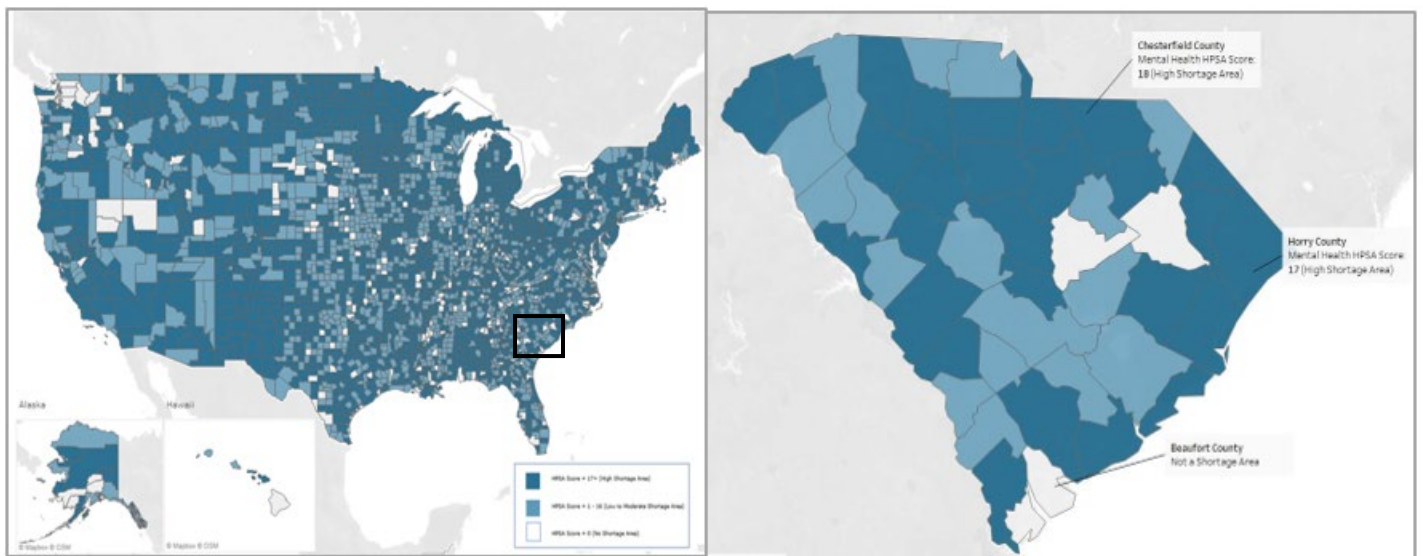 Alaska
Hawaii
© Mapbox © OSM
© Mapbox © OSM
HPSA Score = 17+ (High Shortage Area)
HPSA Score = 1 - 16 (Low to Moderate Shortage Area)
HPSA Score = 0 (No Shortage Area)
Chesterfield County
Mental Health HPSA Score:
18 (High Shortage Area)
Horry County
Mental Health HPSA Score:
17 (High Shortage Area)
Beaufort County
Not a Shortage Area